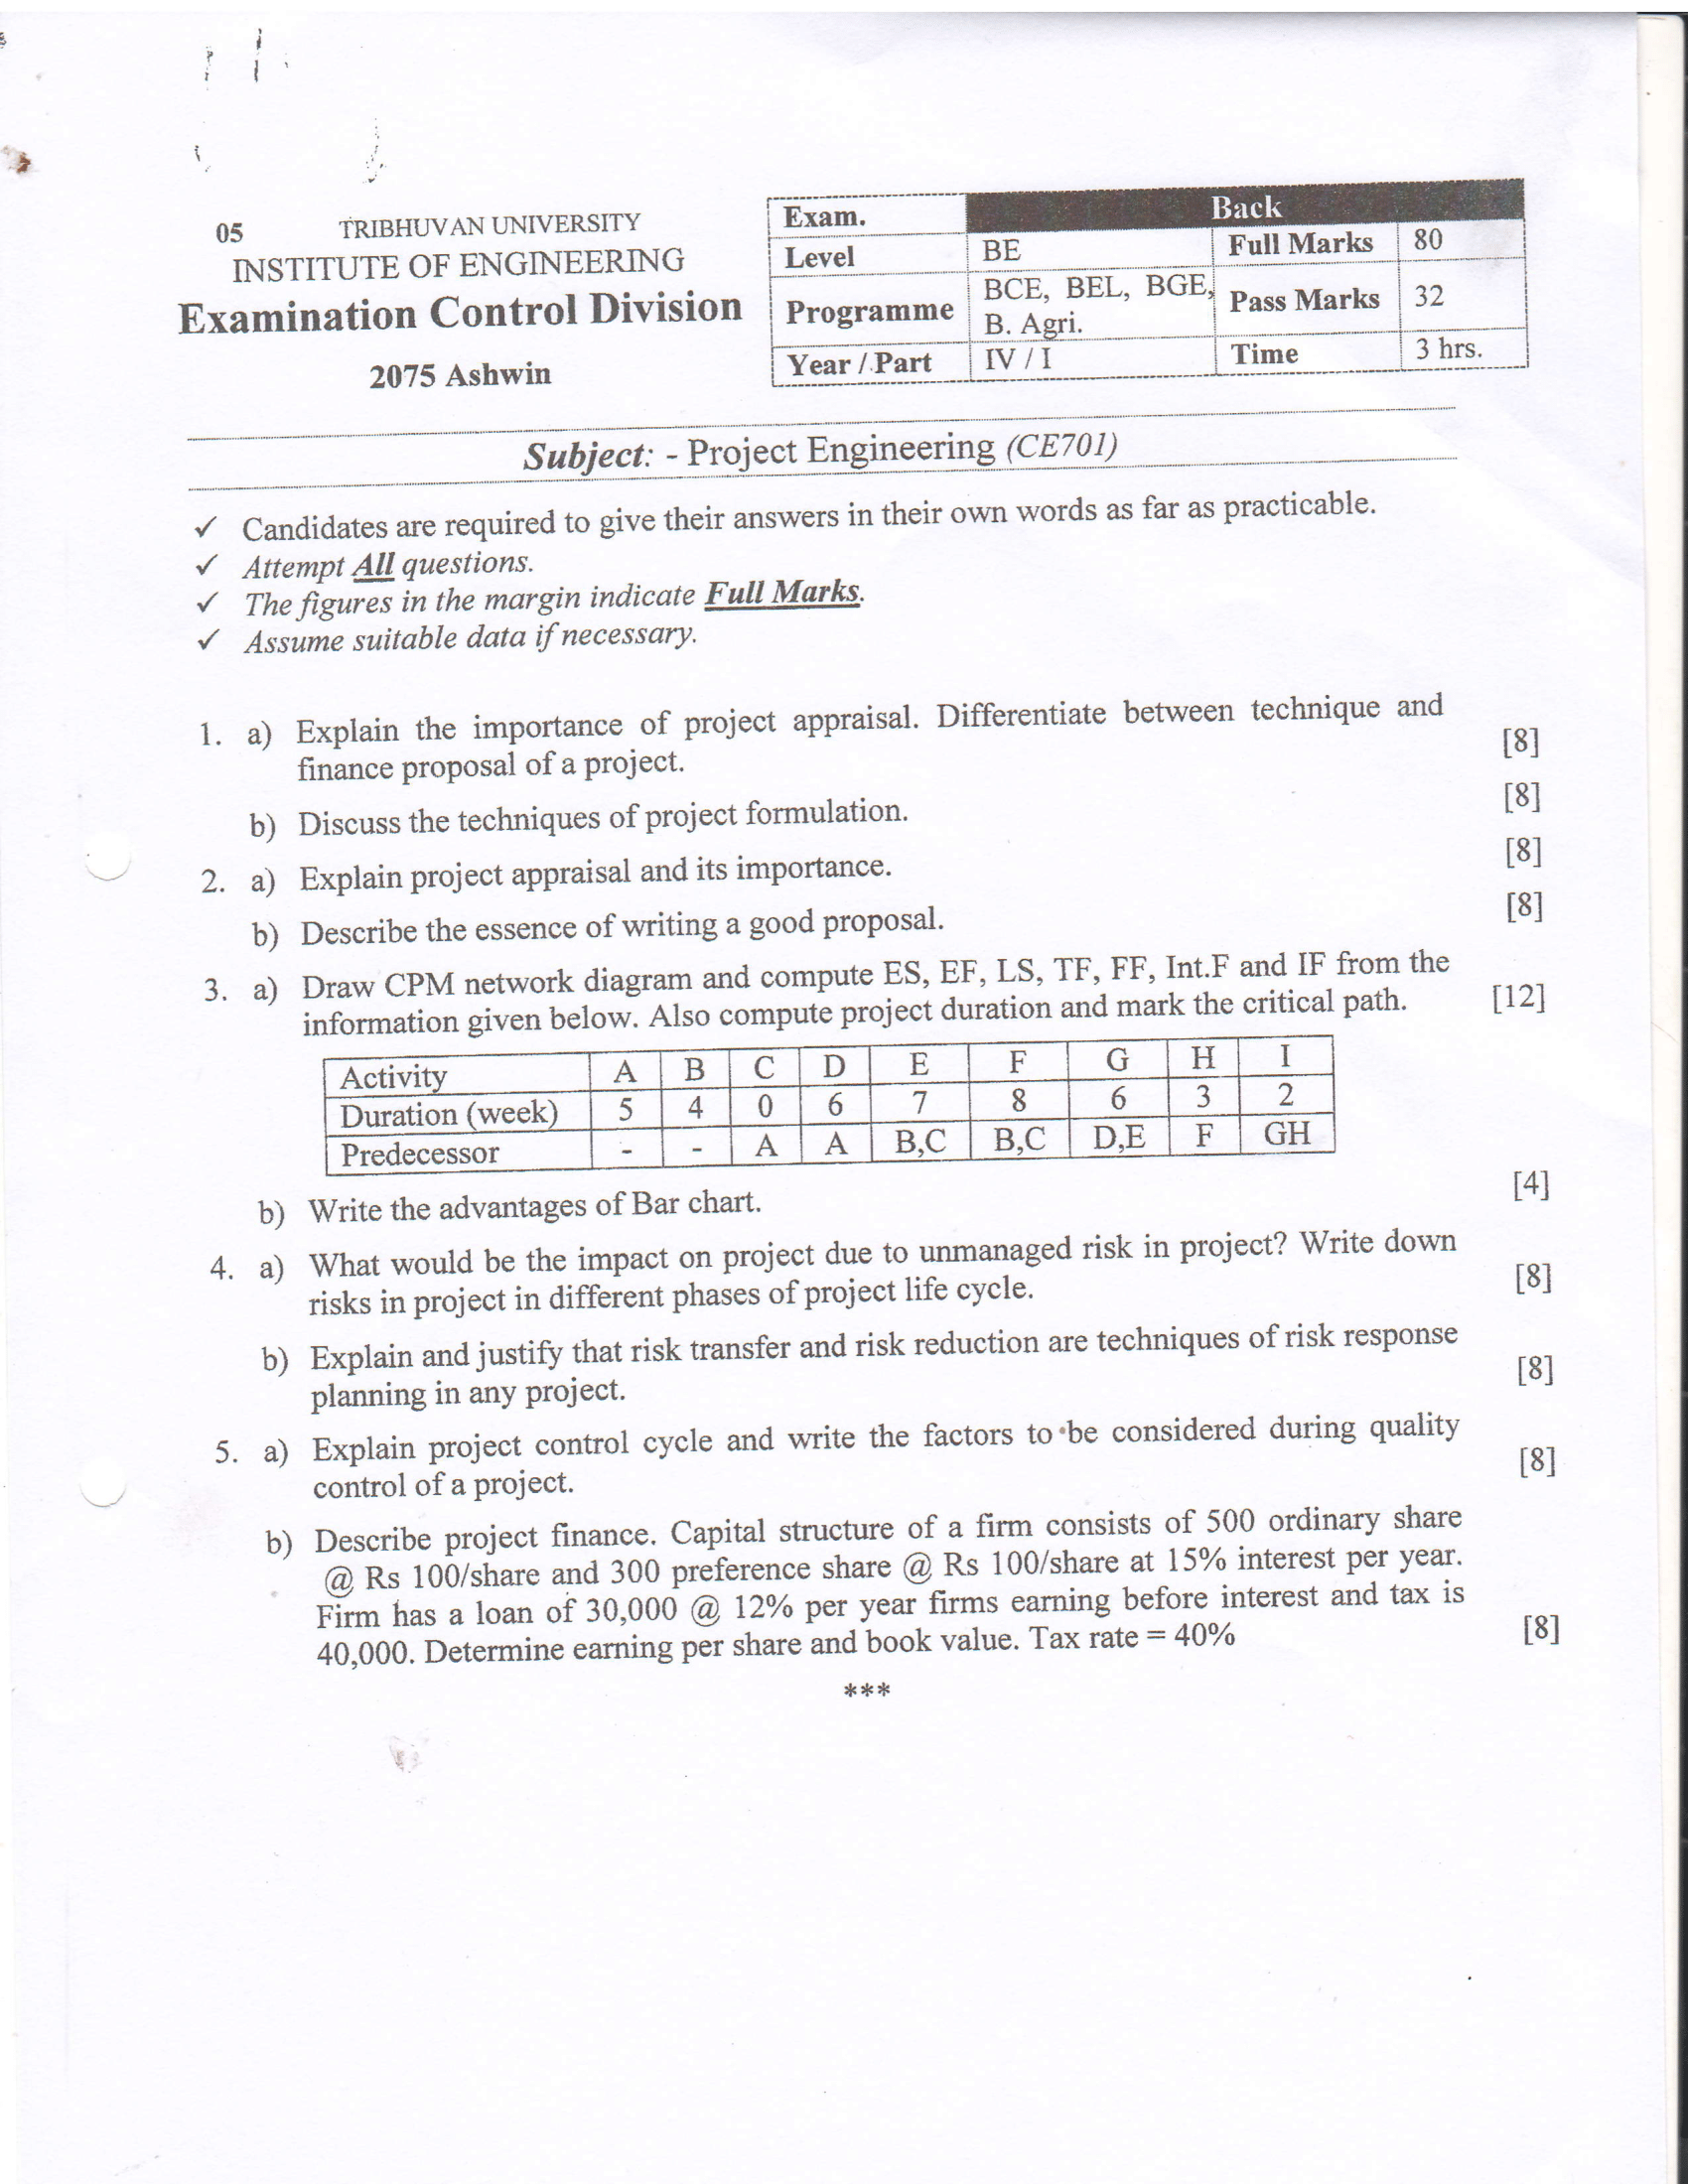 05 TRIBHUVAN UNIVERSITY
INSTITUTE OF ENGINEERING
Examination Control Division
2075 Ashwin
Exam. Back
Level BE Full Marks 80
Programme BCE, BEL, BGE, B. Agri. Pass Marks 32
Year / Part IV / I Time 3 hrs.
Subject: - Project Engineering (CE701)
✓ Candidates are required to give their answers in their own words as far as practicable.
✓ Attempt All questions.
✓ The figures in the margin indicate Full Marks.
✓ Assume suitable data if necessary.
1. a) Explain the importance of project appraisal. Differentiate between technique and
finance proposal of a project. [8]
b) Discuss the techniques of project formulation. [8]
2. a) Explain project appraisal and its importance. [8]
b) Describe the essence of writing a good proposal. [8]
3. a) Draw CPM network diagram and compute ES, EF, LS, TF, FF, Int.F and IF from the
information given below. Also compute project duration and mark the critical path. [12]
Activity A B C D E F G H I
Duration (week) 5 4 0 6 7 8 6 3 2
Predecessor - - A A B,C B,C D,E F GH
b) Write the advantages of Bar chart. [4]
4. a) What would be the impact on project due to unmanaged risk in project? Write down
risks in project in different phases of project life cycle. [8]
b) Explain and justify that risk transfer and risk reduction are techniques of risk response
planning in any project. [8]
5. a) Explain project control cycle and write the factors to be considered during quality
control of a project. [8]
b) Describe project finance. Capital structure of a firm consists of 500 ordinary share
@ Rs 100/share and 300 preference share @ Rs 100/share at 15% interest per year.
Firm has a loan of 30,000 @ 12% per year firms earning before interest and tax is
40,000. Determine earning per share and book value. Tax rate = 40% [8]
***